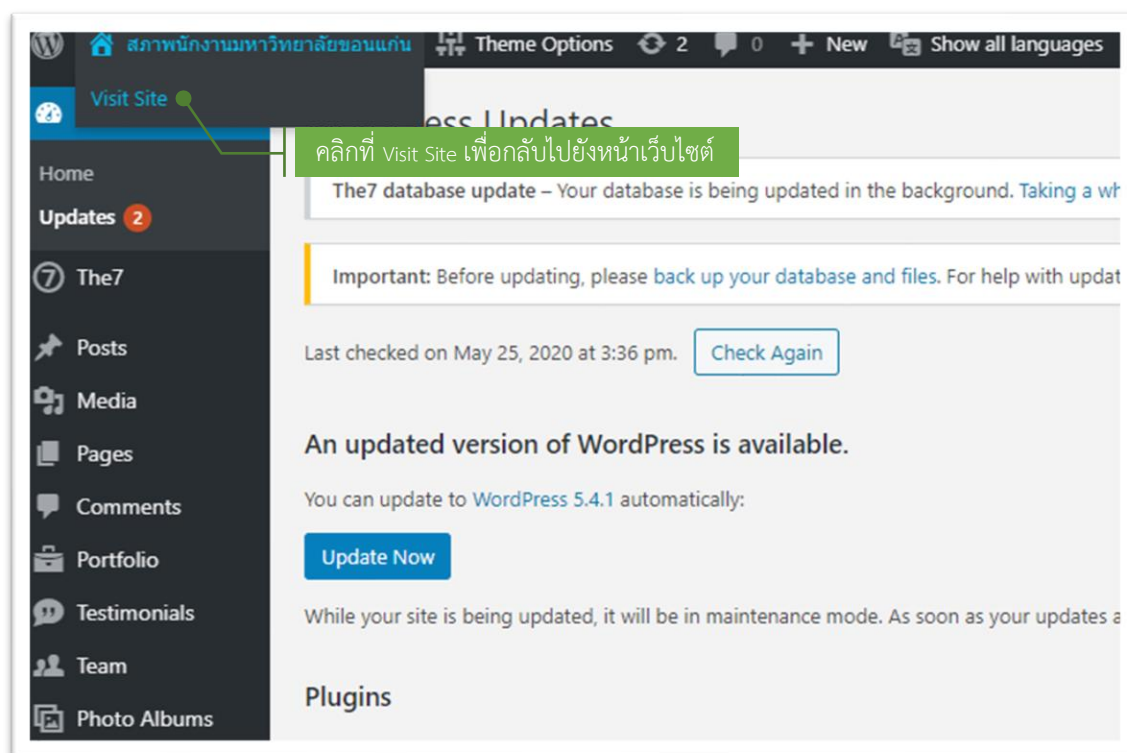 สภาพนักงานมหาวิทยาลัยขอนแก่น Theme Options 2 0 + New Show all languages
Visit Site
ess Updates
คลิกที่ Visit Site เพื่อกลับไปยังหน้าเว็บไซต์
Home
The7 database update – Your database is being updated in the background. Taking a wh
Updates 2
The7
Important: Before updating, please back up your database and files. For help with updat
Posts
Last checked on May 25, 2020 at 3:36 pm. Check Again
Media
Pages
An updated version of WordPress is available.
Comments
You can update to WordPress 5.4.1 automatically:
Portfolio
Update Now
Testimonials
While your site is being updated, it will be in maintenance mode. As soon as your updates a
Team
Plugins
Photo Albums